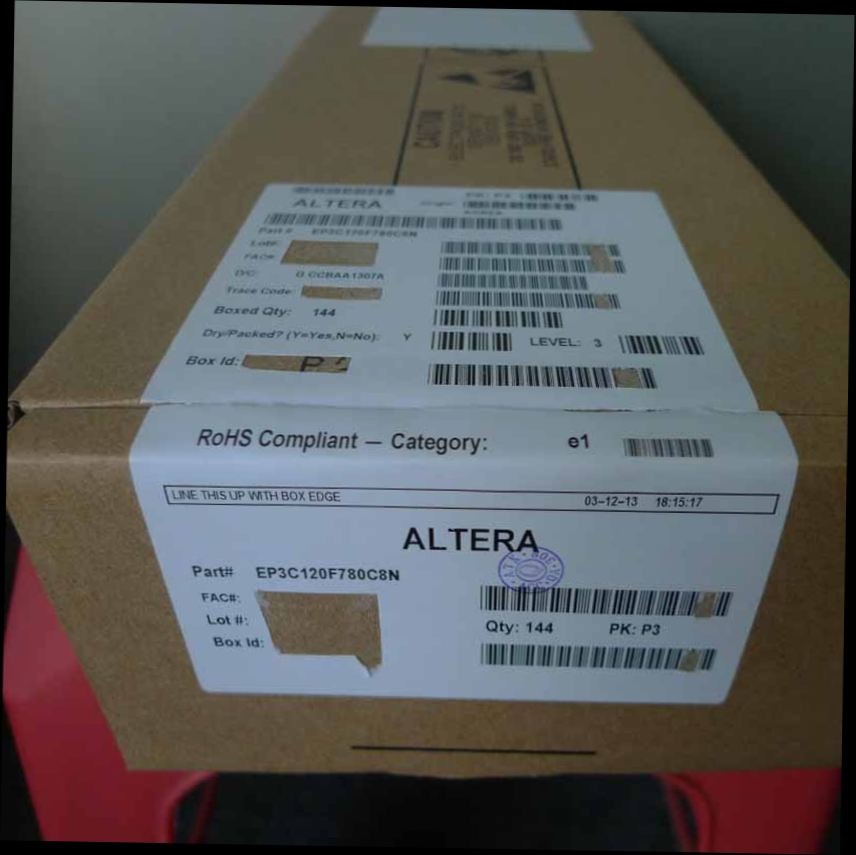 CAUTION
ALTERA
Part # EP3C120F780C8N
Lot#:
FAC#:
D/C: G CCBAA1307A
Trace Code:
Boxed Qty: 144
Dry/Packed? (Y=Yes,N=No): Y
LEVEL: 3
Box Id:
RoHS Compliant — Category: e1
LINE THIS UP WITH BOX EDGE 03–12–13 18:15:17
ALTERA
Part# EP3C120F780C8N
FAC#:
Lot #:
Qty: 144 PK: P3
Box Id: